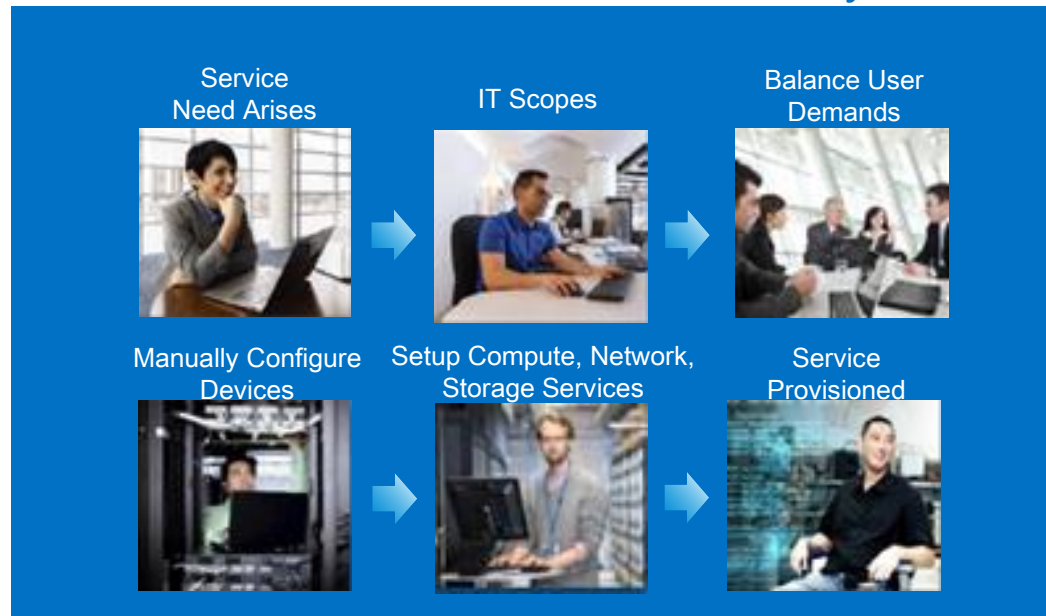 Service
Need Arises
IT Scopes
Balance User
Demands
Manually Configure
Devices
Setup Compute, Network,
Storage Services
Service
Provisioned